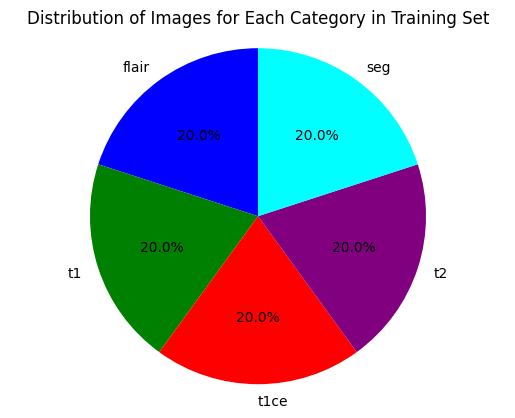 Distribution of Images for Each Category in Training Set
flair
seg
20.0%
20.0%
20.0%
20.0%
t1
t2
20.0%
t1ce